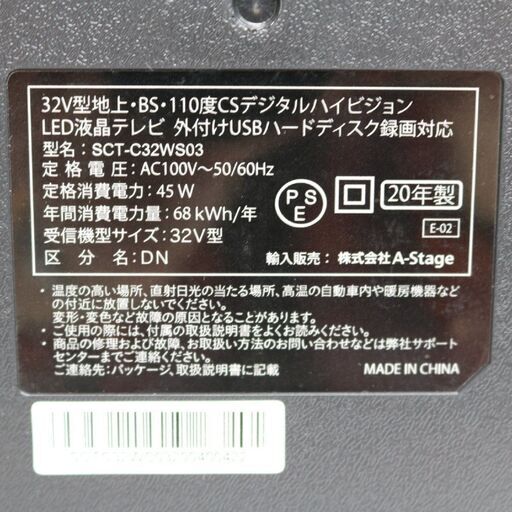 32V型地上・BS・110度CSデジタルハイビジョン
LED液晶テレビ 外付けUSBハードディスク録画対応
型名：SCT-C32WS03
定格電圧：AC100V～50/60Hz
定格消費電力：45W
年間消費電力量：68kWh/年
受信機型サイズ：32V型
区分名：DN
PSE
20年製
E-02
輸入販売：株式会社A-Stage
・温度の高い場所、直射日光の当たる場所、高温の自動車内や暖房機器など
の付近に放置しないでください。
変形・変色など故障の原因となることがあります。
・ご使用の際には、付属の取扱説明書をよくお読みください。
・商品の修理および故障、お取扱い方法のお問い合わせなどは弊社サポート
センターまでご連絡ください。
ご連絡先：パッケージ、取扱説明書に記載
MADE IN CHINA